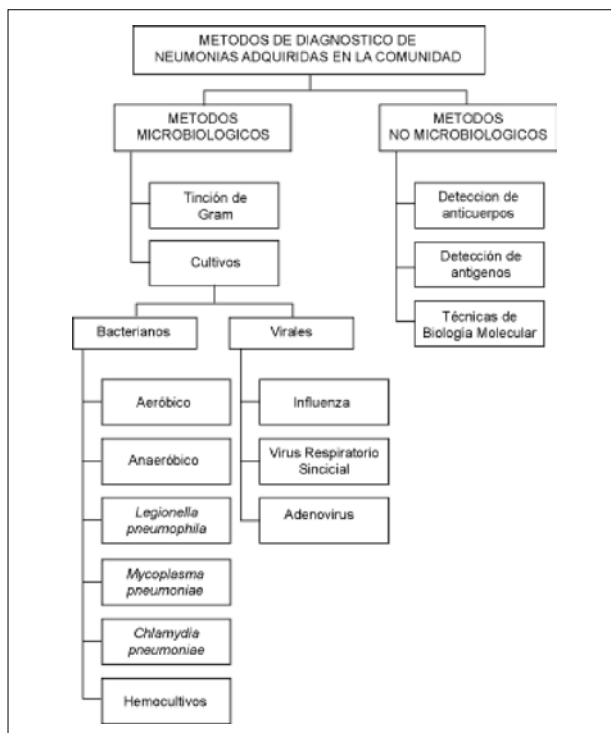 METODOS DE DIAGNOSTICO DE
NEUMONIAS ADQUIRIDAS EN LA COMUNIDAD
METODOS
MICROBIOLOGICOS
METODOS
NO MICROBIOLOGICOS
Tinción de
Gram
Cultivos
Deteccion de
anticuerpos
Detección de
antigenos
Técnicas de
Biología Molecular
Bacterianos
Virales
Aeróbico
Anaeróbico
Legionella
pneumophila
Mycoplasma
pneumoniae
Chlamydia
pneumoniae
Hemocultivos
Influenza
Virus Respiratorio
Sincicial
Adenovirus